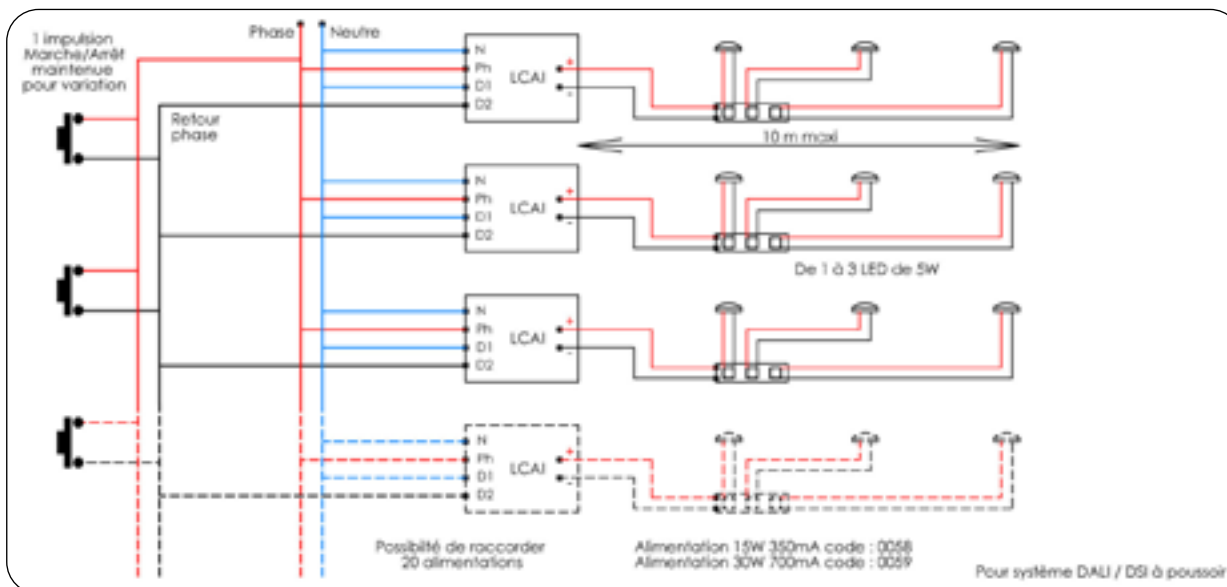 1 impulsion
Marche/Arrêt
maintenue
pour variation
Phase
Neutre
Retour
phase
N
Ph
D1
D2
LCAI
+
-
10 m maxi
N
Ph
D1
D2
LCAI
+
-
De 1 à 3 LED de 5W
N
Ph
D1
D2
LCAI
+
-
N
Ph
D1
D2
LCAI
+
-
Possibilté de raccorder
20 alimentations
Alimentation 15W 350mA code : 0058
Alimentation 30W 700mA code : 0059
Pour système DALI / DSI à poussoir